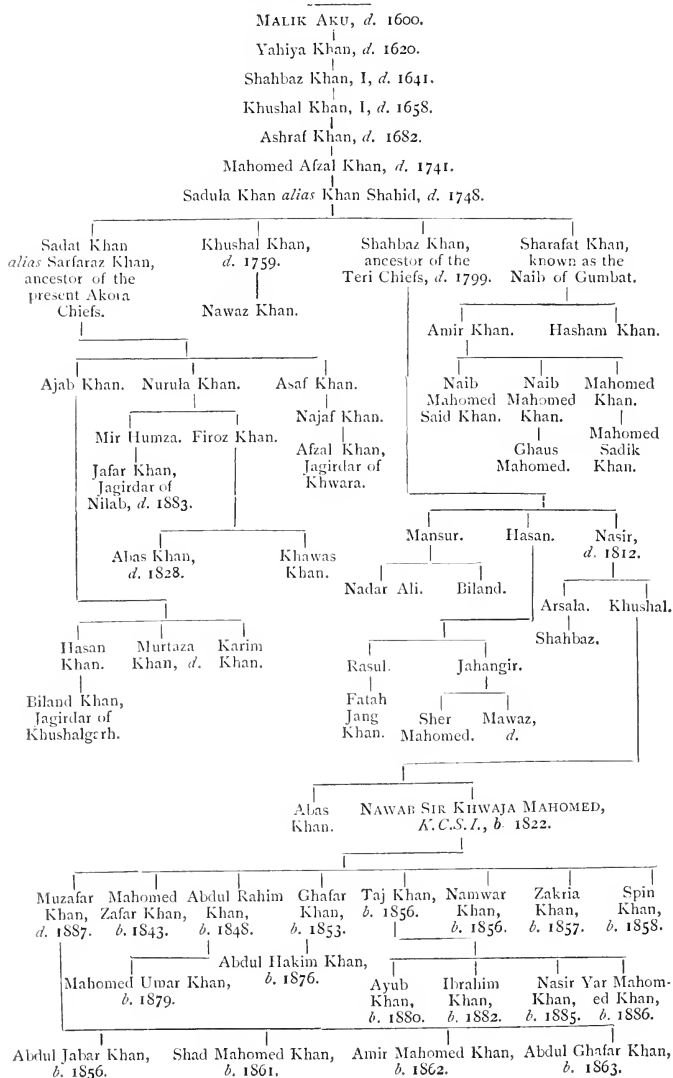 MALIK AKU, d. 1600.
Yahiya Khan, d. 1620.
Shahbaz Khan, I, d. 1641.
Khushal Khan, I, d. 1658.
Ashraf Khan, d. 1682.
Mahomed Afzal Khan, d. 1741.
Sadula Khan alias Khan Shahid, d. 1748.
Sadat Khan
alias Sarfaraz Khan,
ancestor of the
present Akora
Chiefs.
Khushal Khan,
d. 1759.
Nawaz Khan.
Shahbaz Khan,
ancestor of the
Teri Chiefs, d. 1799.
Sharafat Khan,
known as the
Naib of Gumbat.
Amir Khan. Hasham Khan.
Naib
Mahomed
Said Khan.
Naib
Mahomed
Khan.
Ghaus
Mahomed.
Mahomed
Khan.
Mahomed
Sadik
Khan.
Ajab Khan. Nurula Khan. Asaf Khan.
Najaf Khan.
Afzal Khan,
Jagirdar of
Khwara.
Mir Humza. Firoz Khan.
Jafar Khan,
Jagirdar of
Nilab, d. 1883.
Abas Khan,
d. 1828.
Khawas
Khan.
Mansur. Hasan. Nasir,
d. 1812.
Nadar Ali. Biland.
Arsala. Khushal.
Shahbaz.
Hasan
Khan.
Murtaza
Khan, d.
Karim
Khan.
Biland Khan,
Jagirdar of
Khushalgarh.
Rasul. Jahangir.
Fatah
Jang
Khan.
Sher
Mahomed.
Mawaz,
d.
Abas
Khan.
NAWAB SIR KHWAJA MAHOMED,
K.C.S.I., b. 1822.
Muzafar
Khan,
d. 1887.
Mahomed
Zafar Khan,
b. 1843.
Abdul Rahim
Khan,
b. 1848.
Ghafar
Khan,
b. 1853.
Taj Khan,
b. 1856.
Namwar
Khan,
b. 1856.
Zakria
Khan,
b. 1857.
Spin
Khan,
b. 1858.
Mahomed Umar Khan,
b. 1879.
Abdul Hakim Khan,
b. 1876.
Ayub
Khan,
b. 1880.
Ibrahim
Khan,
b. 1882.
Nasir
Khan,
b. 1885.
Yar Mahom-
ed Khan,
b. 1886.
Abdul Jabar Khan,
b. 1856.
Shad Mahomed Khan,
b. 1861.
Amir Mahomed Khan,
b. 1862.
Abdul Ghafar Khan,
b. 1863.